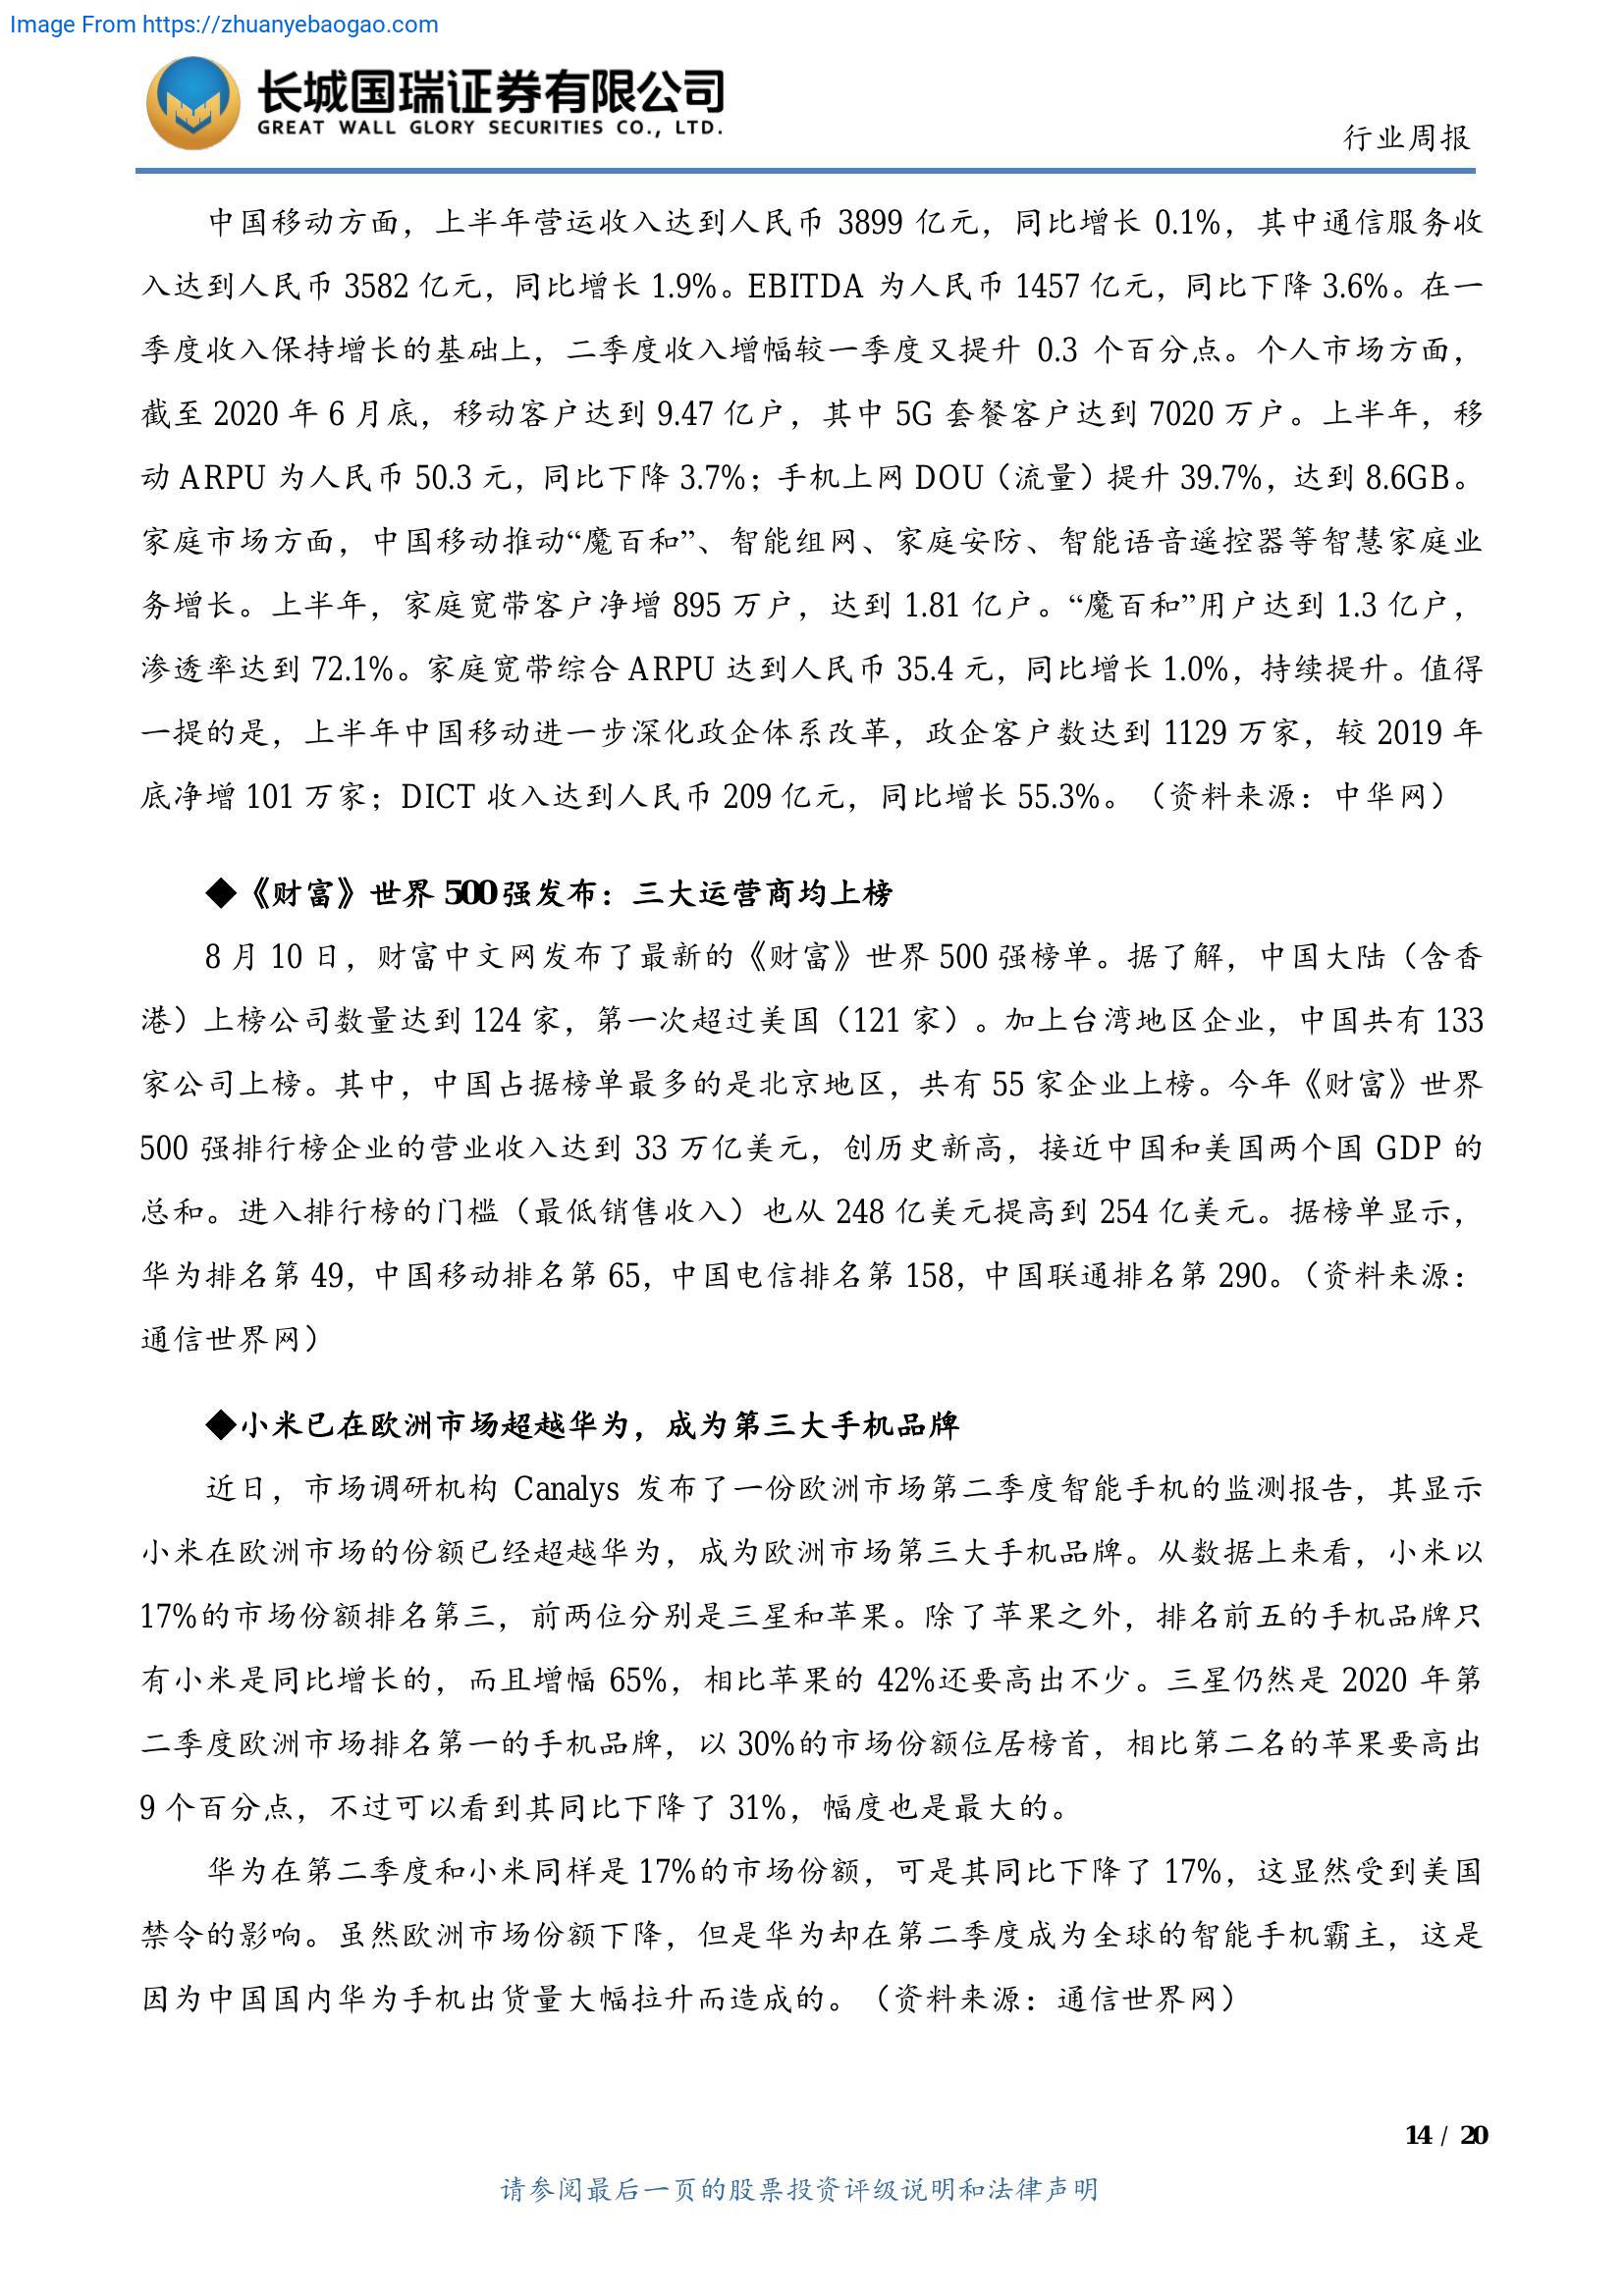 Image From https://zhuanyebaogao.com
长城国瑞证券有限公司
GREAT WALL GLORY SECURITIES CO., LTD.
行业周报
中国移动方面，上半年营运收入达到人民币 3899 亿元，同比增长 0.1%，其中通信服务收
入达到人民币 3582 亿元，同比增长 1.9%。EBITDA 为人民币 1457 亿元，同比下降 3.6%。在一
季度收入保持增长的基础上，二季度收入增幅较一季度又提升 0.3 个百分点。个人市场方面，
截至 2020 年 6 月底，移动客户达到 9.47 亿户，其中 5G 套餐客户达到 7020 万户。上半年，移
动 ARPU 为人民币 50.3 元，同比下降 3.7%；手机上网 DOU（流量）提升 39.7%，达到 8.6GB。
家庭市场方面，中国移动推动“魔百和”、智能组网、家庭安防、智能语音遥控器等智慧家庭业
务增长。上半年，家庭宽带客户净增 895 万户，达到 1.81 亿户。“魔百和”用户达到 1.3 亿户，
渗透率达到 72.1%。家庭宽带综合 ARPU 达到人民币 35.4 元，同比增长 1.0%，持续提升。值得
一提的是，上半年中国移动进一步深化政企体系改革，政企客户数达到 1129 万家，较 2019 年
底净增 101 万家；DICT 收入达到人民币 209 亿元，同比增长 55.3%。（资料来源：中华网）
◆《财富》世界 500 强发布：三大运营商均上榜
8 月 10 日，财富中文网发布了最新的《财富》世界 500 强榜单。据了解，中国大陆（含香
港）上榜公司数量达到 124 家，第一次超过美国（121 家）。加上台湾地区企业，中国共有 133
家公司上榜。其中，中国占据榜单最多的是北京地区，共有 55 家企业上榜。今年《财富》世界
500 强排行榜企业的营业收入达到 33 万亿美元，创历史新高，接近中国和美国两个国 GDP 的
总和。进入排行榜的门槛（最低销售收入）也从 248 亿美元提高到 254 亿美元。据榜单显示，
华为排名第 49，中国移动排名第 65，中国电信排名第 158，中国联通排名第 290。（资料来源：
通信世界网）
◆小米已在欧洲市场超越华为，成为第三大手机品牌
近日，市场调研机构 Canalys 发布了一份欧洲市场第二季度智能手机的监测报告，其显示
小米在欧洲市场的份额已经超越华为，成为欧洲市场第三大手机品牌。从数据上来看，小米以
17%的市场份额排名第三，前两位分别是三星和苹果。除了苹果之外，排名前五的手机品牌只
有小米是同比增长的，而且增幅 65%，相比苹果的 42%还要高出不少。三星仍然是 2020 年第
二季度欧洲市场排名第一的手机品牌，以 30%的市场份额位居榜首，相比第二名的苹果要高出
9 个百分点，不过可以看到其同比下降了 31%，幅度也是最大的。
华为在第二季度和小米同样是 17%的市场份额，可是其同比下降了 17%，这显然受到美国
禁令的影响。虽然欧洲市场份额下降，但是华为却在第二季度成为全球的智能手机霸主，这是
因为中国国内华为手机出货量大幅拉升而造成的。（资料来源：通信世界网）
14 / 20
请参阅最后一页的股票投资评级说明和法律声明